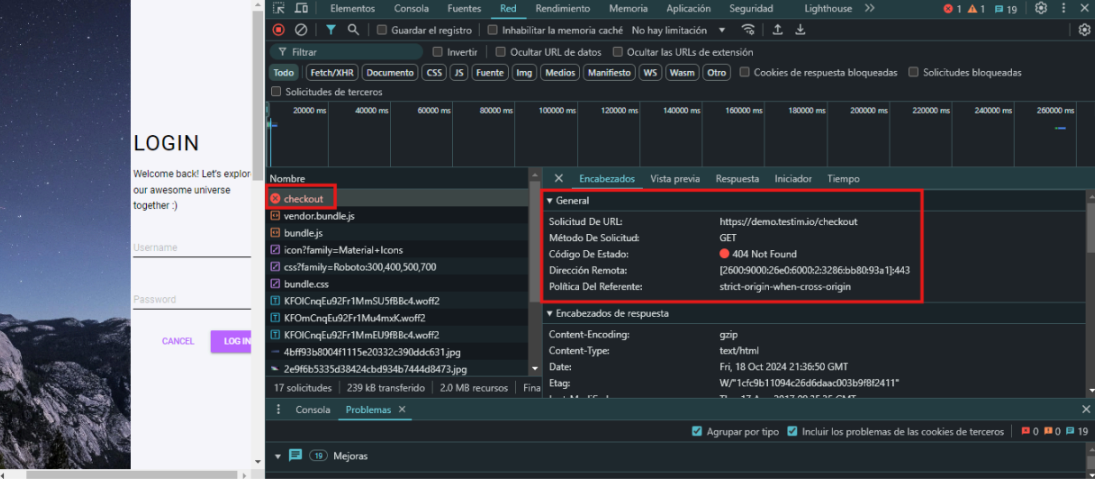 LOGIN
Welcome back! Let's explor
our awesome universe
together :)
Username
Password
CANCEL LOG IN
Elementos Consola Fuentes Red Rendimiento Memoria Aplicación Seguridad Lighthouse 1 1 19
Guardar el registro Inhabilitar la memoria caché No hay limitación
Filtrar Invertir Ocultar URL de datos Ocultar las URLs de extensión
Todo Fetch/XHR Documento CSS JS Fuente Img Medios Manifiesto WS Wasm Otro Cookies de respuesta bloqueadas Solicitudes bloqueadas
Solicitudes de terceros
20000 ms 40000 ms 60000 ms 80000 ms 100000 ms 120000 ms 140000 ms 160000 ms 180000 ms 200000 ms 220000 ms 240000 ms 260000 ms
Nombre
checkout
vendor.bundle.js
bundle.js
icon?family=Material+Icons
css?family=Roboto:300,400,500,700
bundle.css
KFOlCnqEu92Fr1MmSU5fBBc4.woff2
KFOmCnqEu92Fr1Mu4mxK.woff2
KFOlCnqEu92Fr1MmEU9fBBc4.woff2
4bff93b8004f1115e20332c390ddc631.jpg
2e9f6b5335d38424cbd934b7444d8473.jpg
17 solicitudes 239 kB transferido 2.0 MB recursos Fina
Encabezados Vista previa Respuesta Iniciador Tiempo
General
Solicitud De URL: https://demo.testim.io/checkout
Método De Solicitud: GET
Código De Estado: 404 Not Found
Dirección Remota: [2600:9000:26e0:6000:2:3286:bb80:93a1]:443
Política Del Referente: strict-origin-when-cross-origin
Encabezados de respuesta
Content-Encoding: gzip
Content-Type: text/html
Date: Fri, 18 Oct 2024 21:36:50 GMT
Etag: W/"1cfc9b11094c26d6daac003b9f8f2411"
Consola Problemas
Agrupar por tipo Incluir los problemas de las cookies de terceros 0 0 19
19 Mejoras